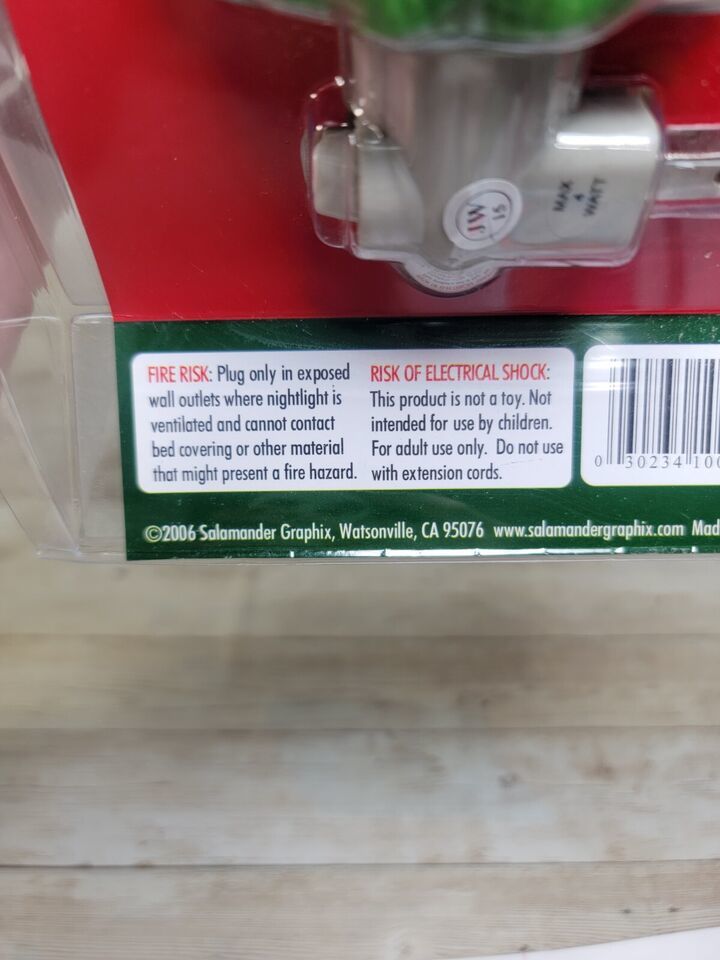 JW
15
MAX
4
WATT
FIRE RISK: Plug only in exposed
wall outlets where nightlight is
ventilated and cannot contact
bed covering or other material
that might present a fire hazard.
RISK OF ELECTRICAL SHOCK:
This product is not a toy. Not
intended for use by children.
For adult use only. Do not use
with extension cords.
0 30234 100
©2006 Salamander Graphix, Watsonville, CA 95076 www.salamandergraphix.com Mad